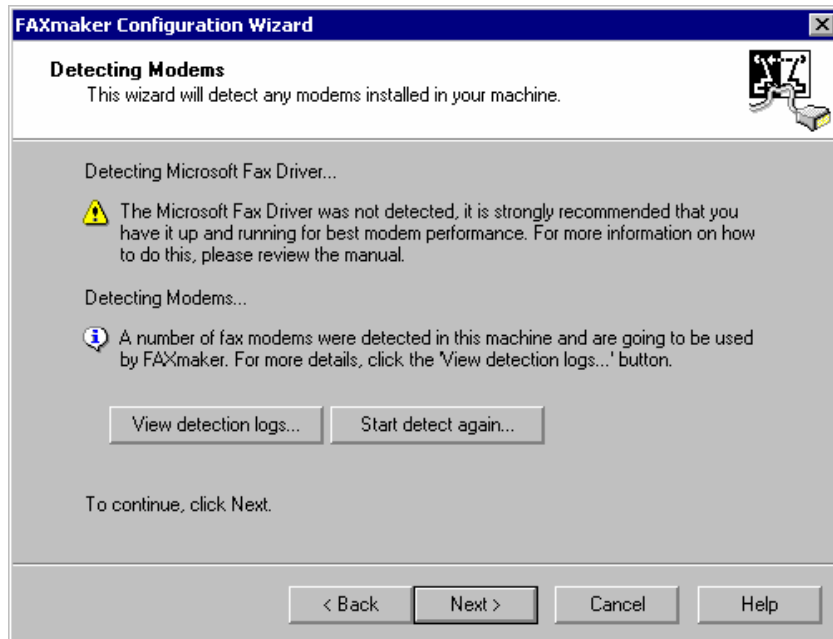 FAXmaker Configuration Wizard
Detecting Modems
This wizard will detect any modems installed in your machine.
Detecting Microsoft Fax Driver...
The Microsoft Fax Driver was not detected, it is strongly recommended that you
have it up and running for best modem performance. For more information on how
to do this, please review the manual.
Detecting Modems...
A number of fax modems were detected in this machine and are going to be used
by FAXmaker. For more details, click the 'View detection logs...' button.
View detection logs... Start detect again...
To continue, click Next.
< Back Next > Cancel Help